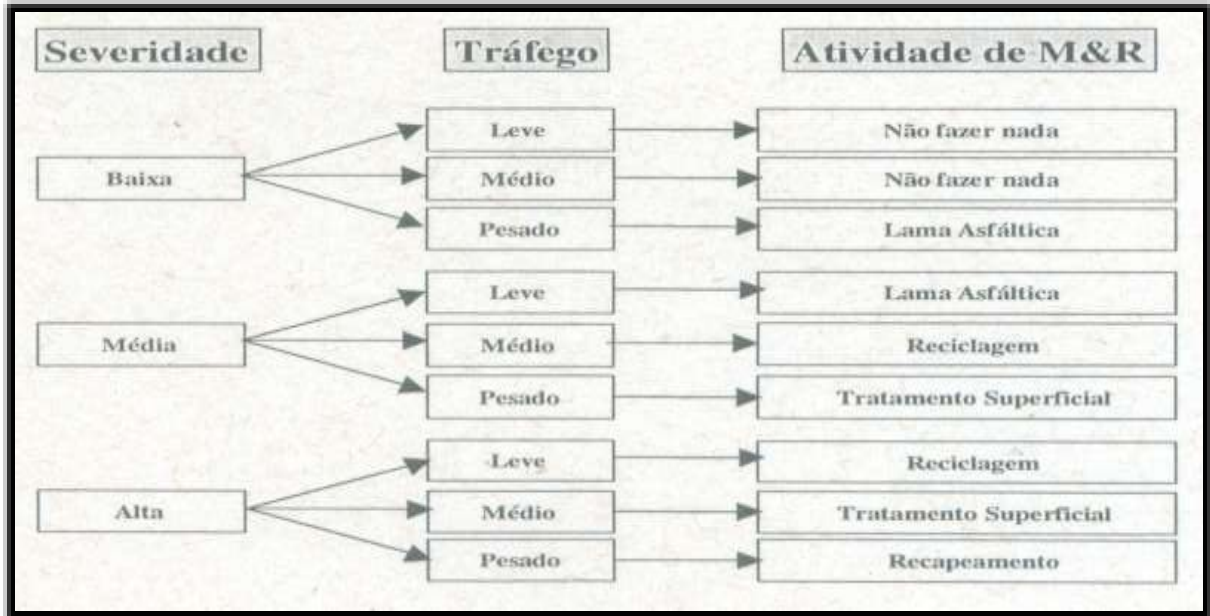 Severidade Tráfego Atividade de M&R
Leve Não fazer nada
Baixa Médio Não fazer nada
Pesado Lama Asfáltica
Leve Lama Asfáltica
Média Médio Reciclagem
Pesado Tratamento Superficial
Leve Reciclagem
Alta Médio Tratamento Superficial
Pesado Recapeamento